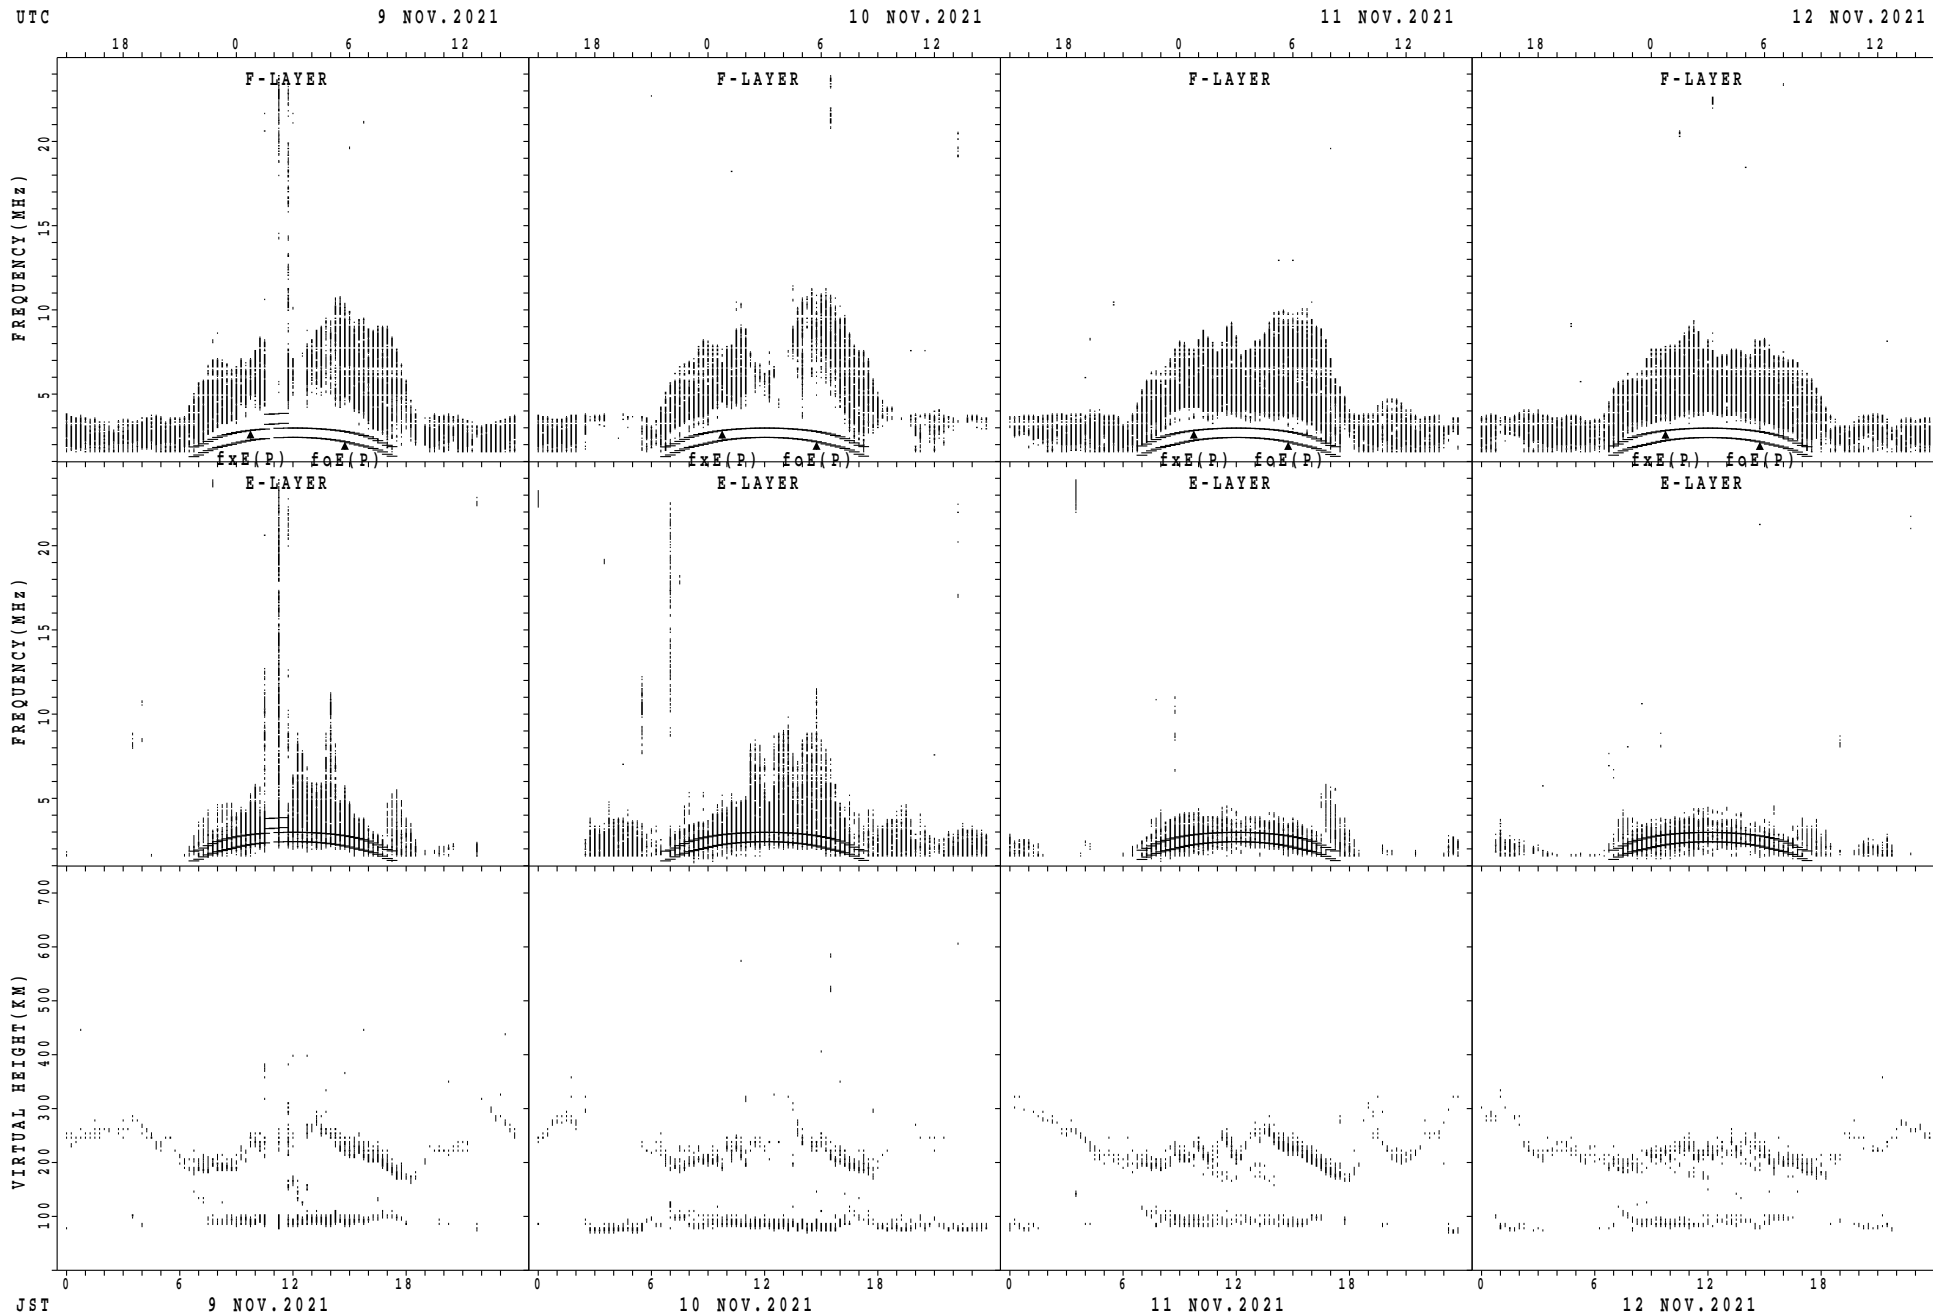 UTC 9 NOV.2021 10 NOV.2021 11 NOV.2021 12 NOV.2021
18 0 6 12 18 0 6 12 18 0 6 12 18 0 6 12
F-LAYER F-LAYER F-LAYER F-LAYER
FREQUENCY(MHz)
20
15
10
5
fxE(P) foE(P) fxE(P) foE(P) fxE(P) foE(P) fxE(P) foE(P)
E-LAYER E-LAYER E-LAYER E-LAYER
FREQUENCY(MHz)
20
15
10
5
VIRTUAL HEIGHT(KM)
700
600
500
400
300
200
100
0 6 12 18 0 6 12 18 0 6 12 18 0 6 12 18
JST 9 NOV.2021 10 NOV.2021 11 NOV.2021 12 NOV.2021